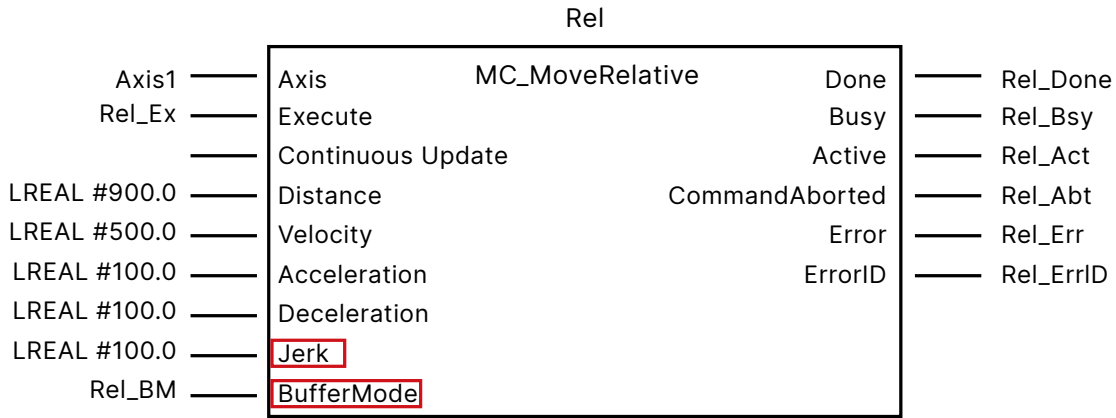 Rel
MC_MoveRelative
Axis1 Axis Done Rel_Done
Rel_Ex Execute Busy Rel_Bsy
Continuous Update Active Rel_Act
LREAL #900.0 Distance CommandAborted Rel_Abt
LREAL #500.0 Velocity Error Rel_Err
LREAL #100.0 Acceleration ErrorID Rel_ErrID
LREAL #100.0 Deceleration
LREAL #100.0 Jerk
Rel_BM BufferMode